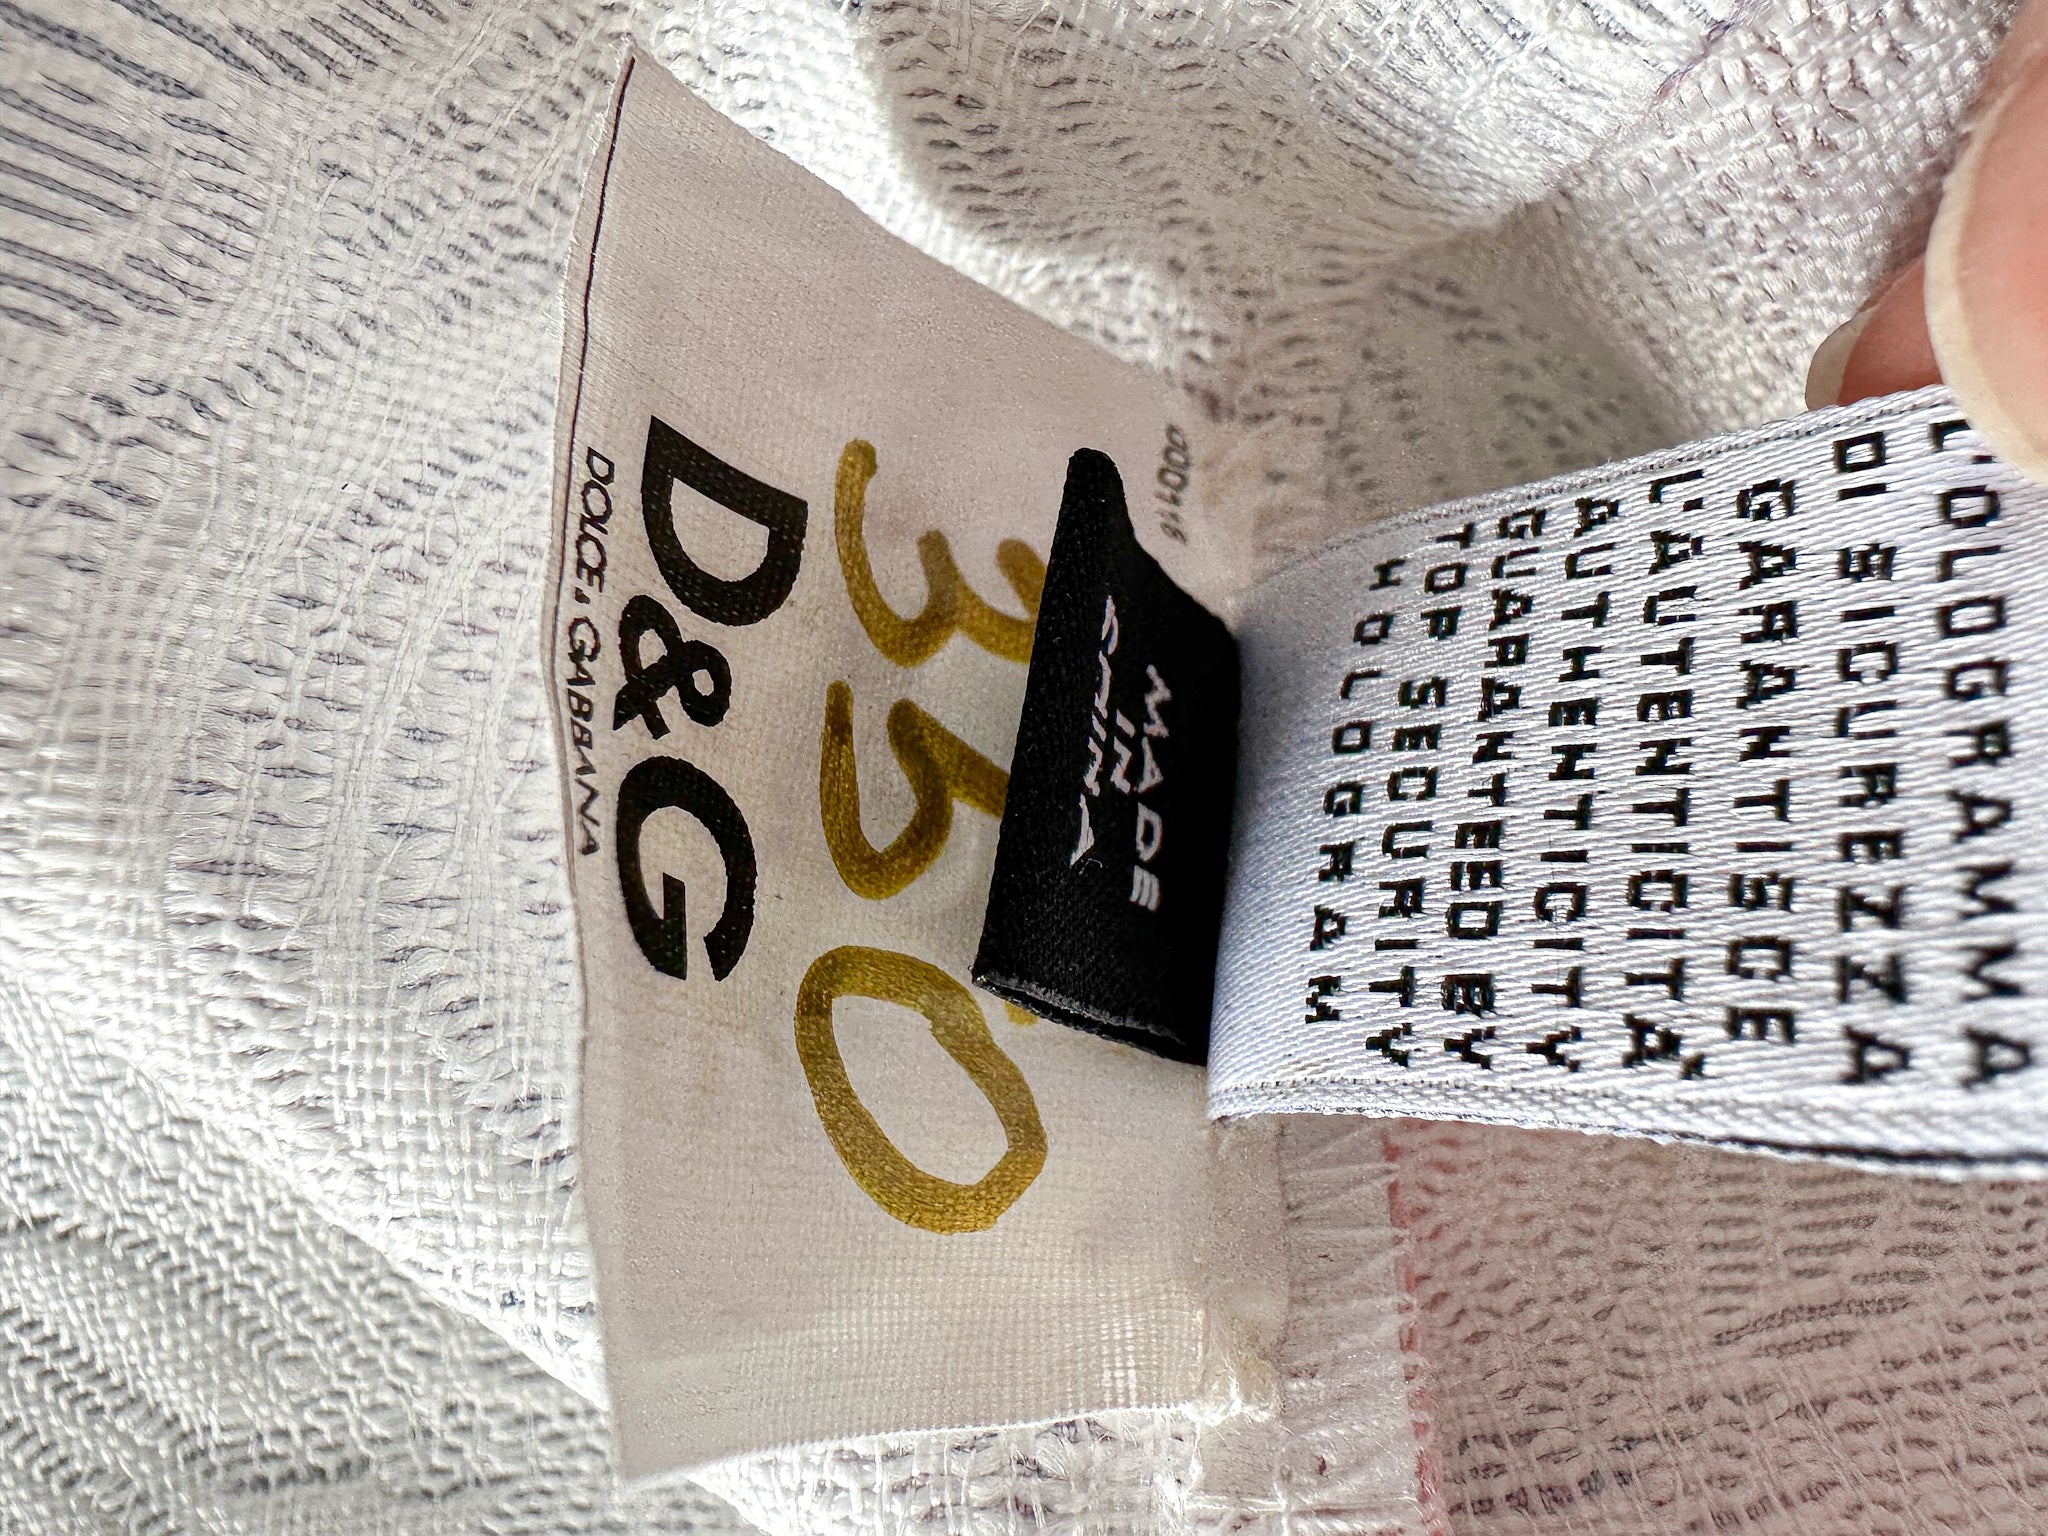 L'OLOGRAMMA
DI SICUREZZA
GARANTISCE
L'AUTENTICITA'
AUTHENTICITY
GUARANTEED BY
TOP SECURITY
HOLOGRAM
MADE
IN
CHINA
350
D&G
DOLCE & GABBANA